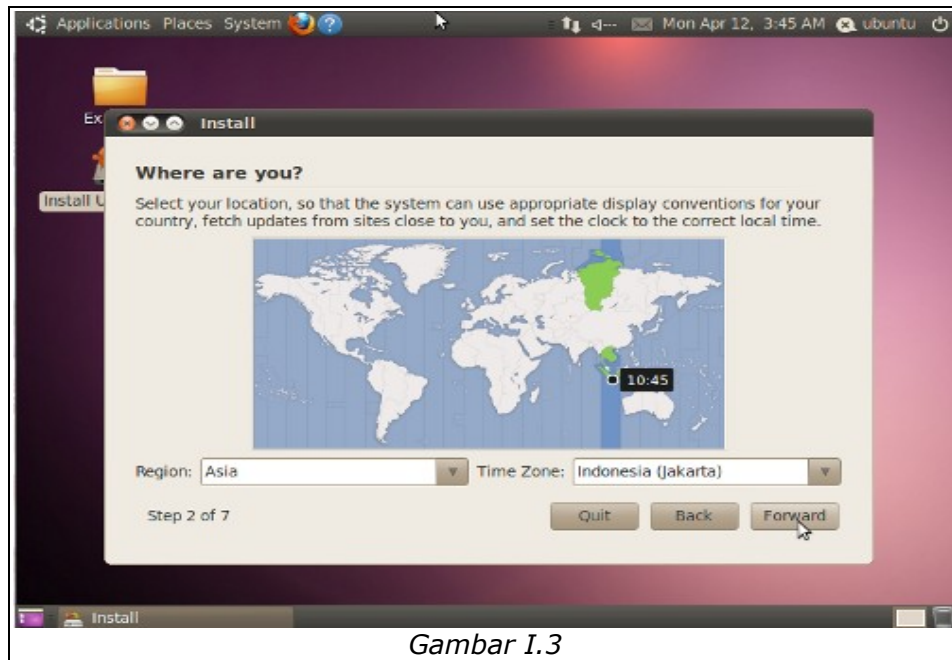 Applications Places System Mon Apr 12, 3:45 AM ubuntu
Ex
Install
Install U
Where are you?
Select your location, so that the system can use appropriate display conventions for your
country, fetch updates from sites close to you, and set the clock to the correct local time.
10:45
Region: Asia Time Zone: Indonesia (Jakarta)
Step 2 of 7 Quit Back Forward
Install
Gambar I.3